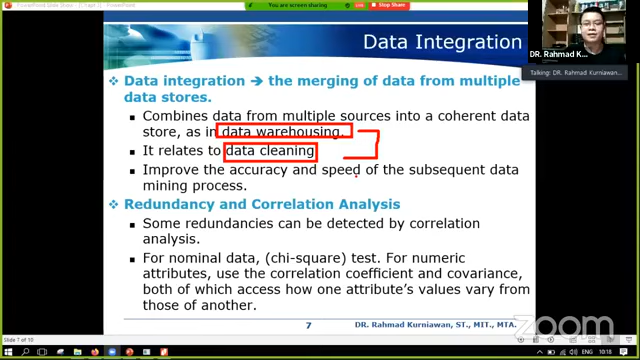 You are screen sharing
Stop Share
Data Integration
DR. Rahmad K...
Talking: DR. Rahmad Kurniawan...
Data integration → the merging of data from multiple
data stores.
Combines data from multiple sources into a coherent data
store, as in data warehousing.
It relates to data cleaning
Improve the accuracy and speed of the subsequent data
mining process.
Redundancy and Correlation Analysis
Some redundancies can be detected by correlation
analysis.
For nominal data, (chi-square) test. For numeric
attributes, use the correlation coefficient and covariance,
both of which access how one attribute's values vary from
those of another.
7
DR. Rahmad Kurniawan, ST., MIT., MTA.
zoom
Slide 7 of 10
ENG
10:18